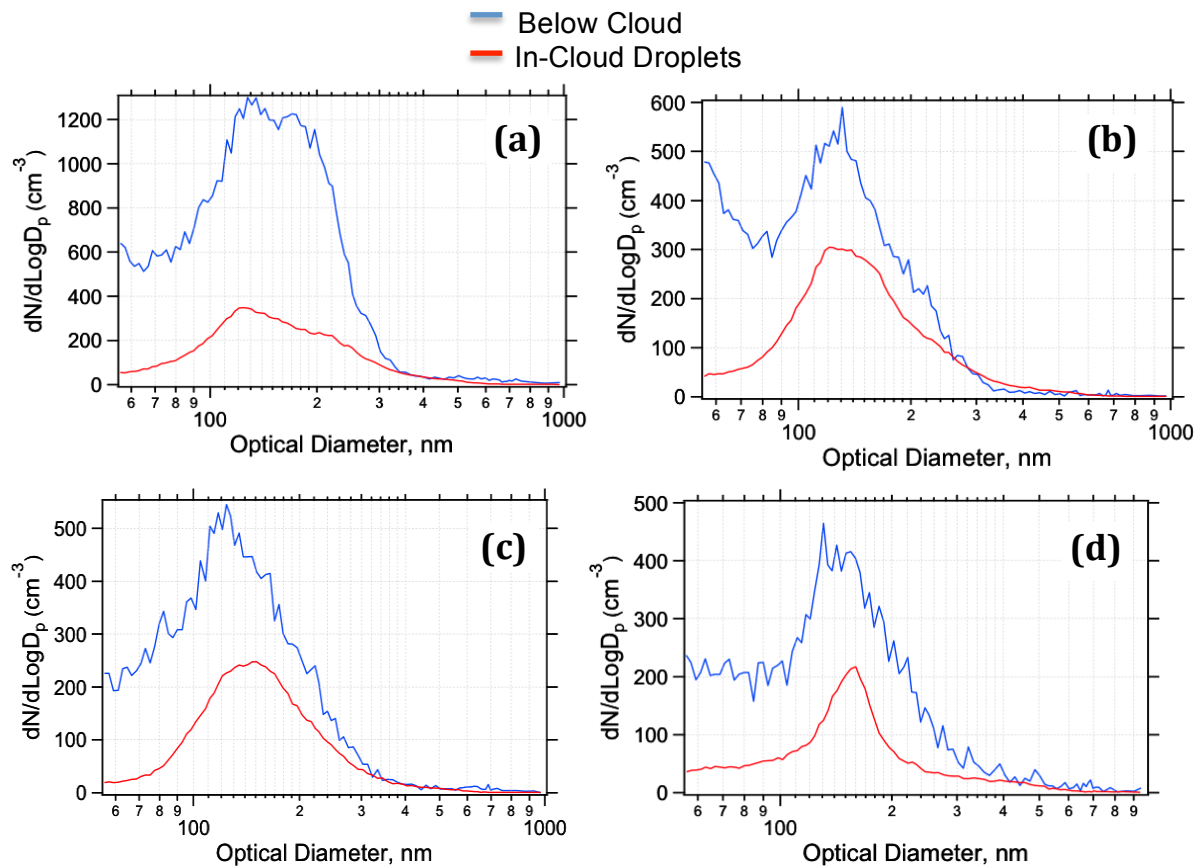 Below Cloud
In-Cloud Droplets
(a)
dN/dLogDp (cm-3)
1200
1000
800
600
400
200
0
6 7 8 9 2 3 4 5 6 7 8 9
100 1000
Optical Diameter, nm
(b)
dN/dLogDp (cm-3)
600
500
400
300
200
100
0
6 7 8 9 2 3 4 5 6 7 8 9
100 1000
Optical Diameter, nm
(c)
dN/dLogDp (cm-3)
500
400
300
200
100
0
6 7 8 9 2 3 4 5 6 7 8 9
100 1000
Optical Diameter, nm
(d)
dN/dLogDp (cm-3)
500
400
300
200
100
0
6 7 8 9 2 3 4 5 6 7 8 9
100
Optical Diameter, nm